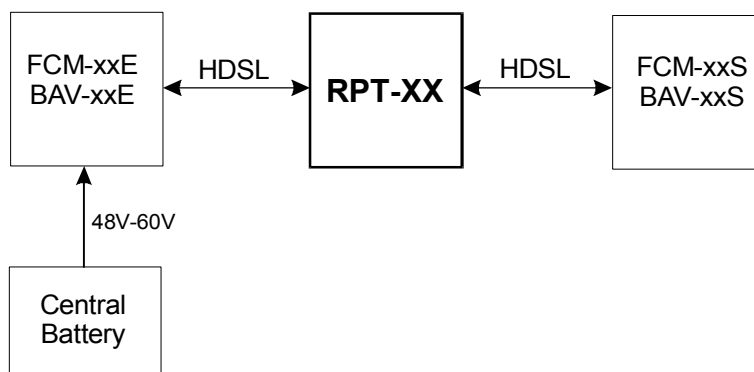 FCM-xxE
BAV-xxE
HDSL
RPT-XX
HDSL
FCM-xxS
BAV-xxS
48V-60V
Central
Battery